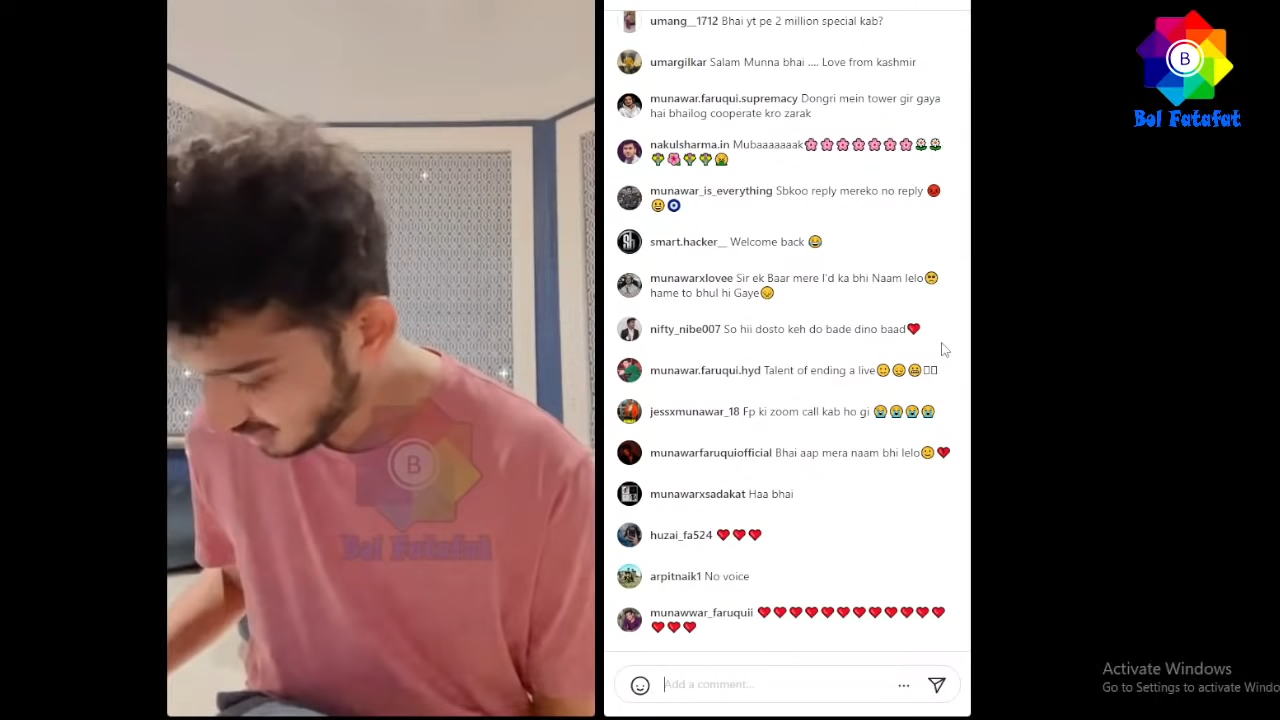 umang__1712 Bhai yt pe 2 million special kab?
umargilkar Salam Munna bhai .... Love from kashmir
munawar.faruqui.supremacy Dongri mein tower gir gaya
hai bhailog cooperate kro zarak
nakulsharma.in Mubaaaaaaak🌸🌸🌸🌸🌸🌸🌸🌼🌼
💐🌺💐💐🤮
munawar_is_everything Sbkoo reply mereko no reply 😡
😀🧿
smart.hacker__ Welcome back 😂
munawarxlovee Sir ek Baar mere I'd ka bhi Naam lelo🥺
hame to bhul hi Gaye😞
nifty_nibe007 So hii dosto keh do bade dino baad❤️
munawar.faruqui.hyd Talent of ending a live🙂😞😁
jessxmunawar_18 Fp ki zoom call kab ho gi 😭😭😭😭
munawarfaruquiofficial Bhai aap mera naam bhi lelo🙂❤️
munawarxsadakat Haa bhai
huzai_fa524 ❤️❤️❤️
arpitnaik1 No voice
munawwar_faruquii ❤️❤️❤️❤️❤️❤️❤️❤️❤️❤️❤️❤️
❤️❤️❤️
Add a comment...
B
Bol Fatafat
B
Bol Fatafat
Activate Windows
Go to Settings to activate Windo